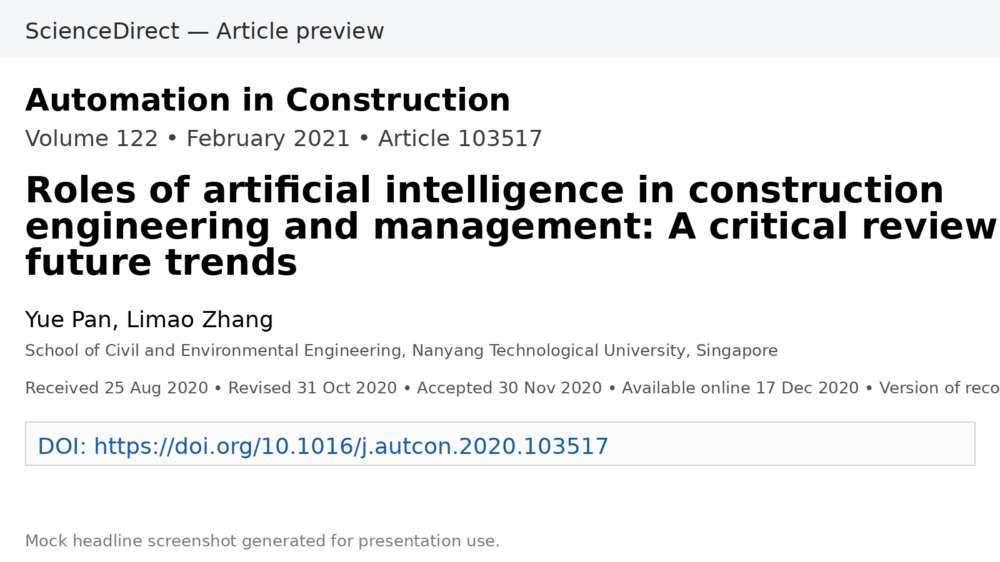 ScienceDirect — Article preview
Automation in Construction
Volume 122 • February 2021 • Article 103517
Roles of artificial intelligence in construction
engineering and management: A critical review
future trends
Yue Pan, Limao Zhang
School of Civil and Environmental Engineering, Nanyang Technological University, Singapore
Received 25 Aug 2020 • Revised 31 Oct 2020 • Accepted 30 Nov 2020 • Available online 17 Dec 2020 • Version of reco
DOI: https://doi.org/10.1016/j.autcon.2020.103517
Mock headline screenshot generated for presentation use.